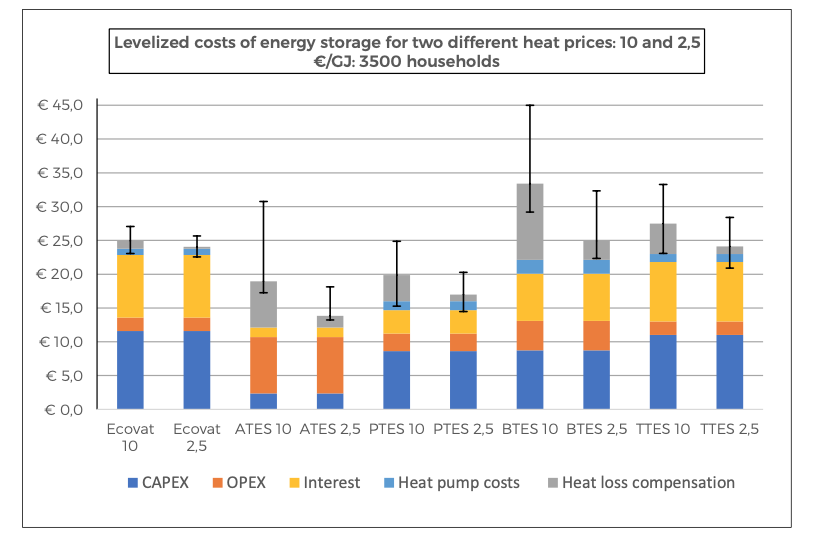 Levelized costs of energy storage for two different heat prices: 10 and 2,5
€/GJ: 3500 households
€ 45,0
€ 40,0
€ 35,0
€ 30,0
€ 25,0
€ 20,0
€ 15,0
€ 10,0
€ 5,0
€ 0,0
Ecovat 10
Ecovat 2,5
ATES 10
ATES 2,5
PTES 10
PTES 2,5
BTES 10
BTES 2,5
TTES 10
TTES 2,5
CAPEX
OPEX
Interest
Heat pump costs
Heat loss compensation